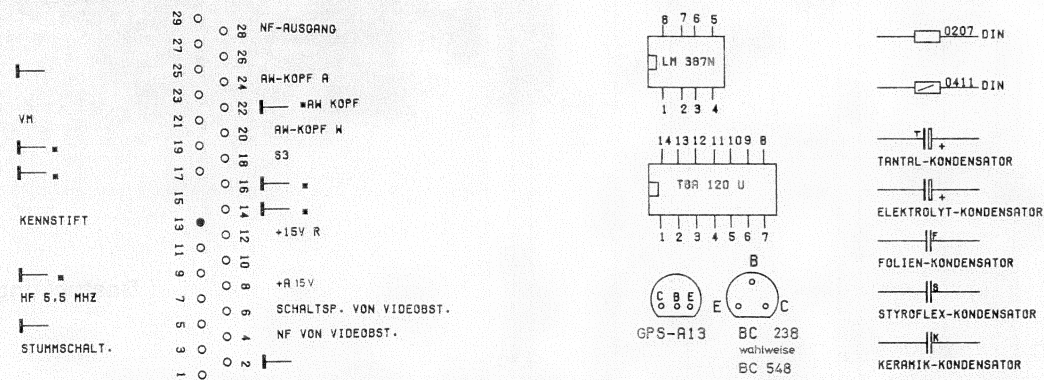 29
28 NF-AUSGANG
27
26
25
24 AW-KOPF A
23
22 *AW KOPF
VM
21
20 AW-KOPF W
19
*
18 S3
17
*
16 *
15
14 *
KENNSTIFT
13
12 +15V R
11
10
9
*
8 +A 15V
HF 5.5 MHZ
7
6 SCHALTSP. VON VIDEOBST.
5
4 NF VON VIDEOBST.
STUMMSCHALT.
3
2
1
8 7 6 5
LM 387N
1 2 3 4
14 13 12 11 10 9 8
TBA 120 U
1 2 3 4 5 6 7
C B E
GPS-A13
B
E C
BC 238
wahlweise
BC 548
0207 DIN
0411 DIN
T
+
TANTAL-KONDENSATOR
+
ELEKTROLYT-KONDENSATOR
F
FOLIEN-KONDENSATOR
S
STYROFLEX-KONDENSATOR
K
KERAMIK-KONDENSATOR